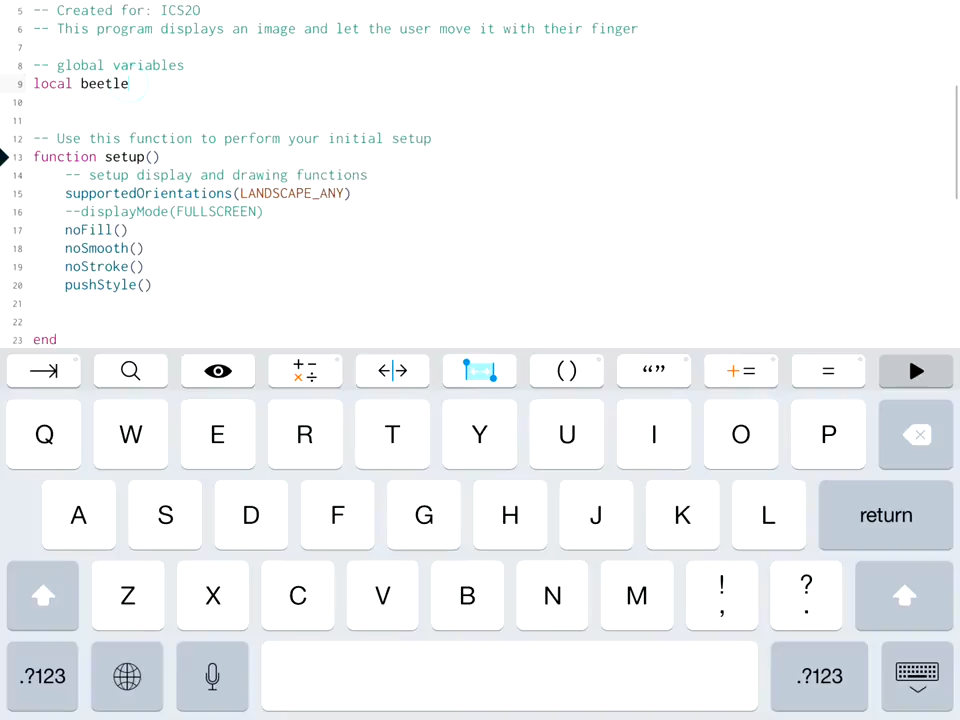 5 -- Created for: ICS2O
6 -- This program displays an image and let the user move it with their finger
7
8 -- global variables
9 local beetle
10
11
12 -- Use this function to perform your initial setup
13 function setup()
14 -- setup display and drawing functions
15 supportedOrientations(LANDSCAPE_ANY)
16 --displayMode(FULLSCREEN)
17 noFill()
18 noSmooth()
19 noStroke()
20 pushStyle()
21
22
23 end
+ − × ÷ () “” += =
Q W E R T Y U I O P
A S D F G H J K L return
Z X C V B N M ! , ? .
.?123 .?123